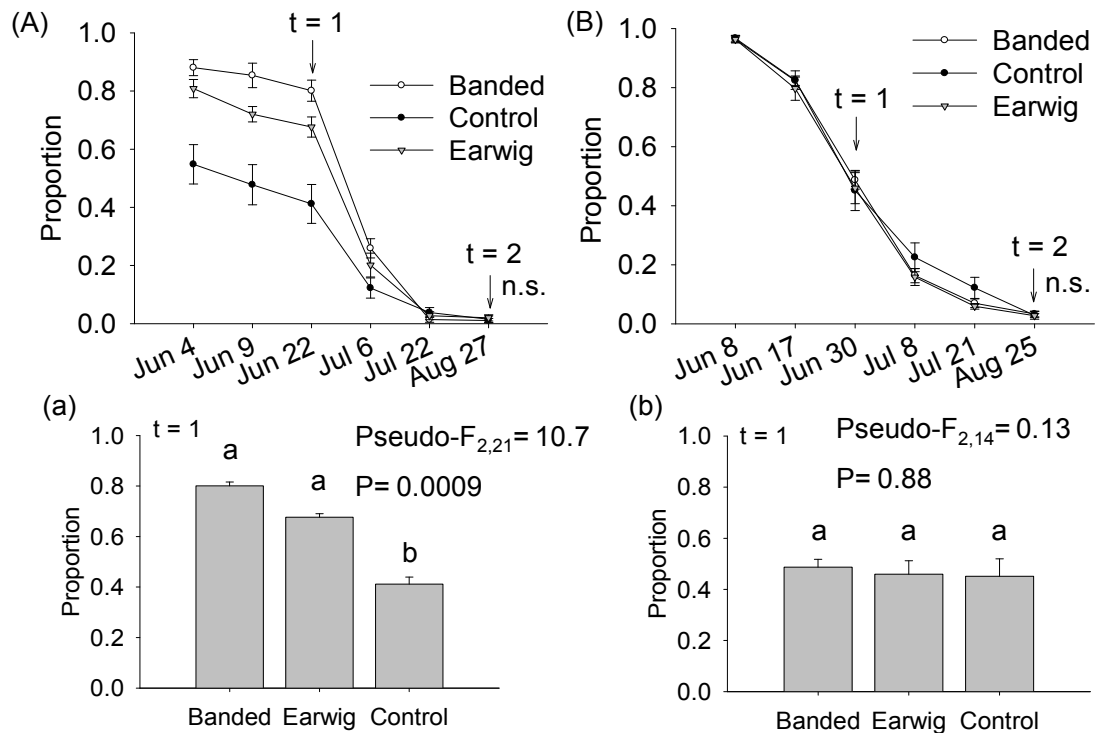 (A)
1.0
0.8
0.6
0.4
0.2
0.0
Proportion
t = 1
Banded
Control
Earwig
t = 2
n.s.
Jun 4
Jun 9
Jun 22
Jul 6
Jul 22
Aug 27
(B)
1.0
0.8
0.6
0.4
0.2
0.0
Proportion
Banded
Control
Earwig
t = 1
t = 2
n.s.
Jun 8
Jun 17
Jun 30
Jul 8
Jul 21
Aug 25
(a)
1.0
0.8
0.6
0.4
0.2
0.0
Proportion
t = 1
Pseudo-F2,21= 10.7
P= 0.0009
a
a
b
Banded
Earwig
Control
(b)
1.0
0.8
0.6
0.4
0.2
0.0
Proportion
t = 1
Pseudo-F2,14= 0.13
P= 0.88
a
a
a
Banded
Earwig
Control